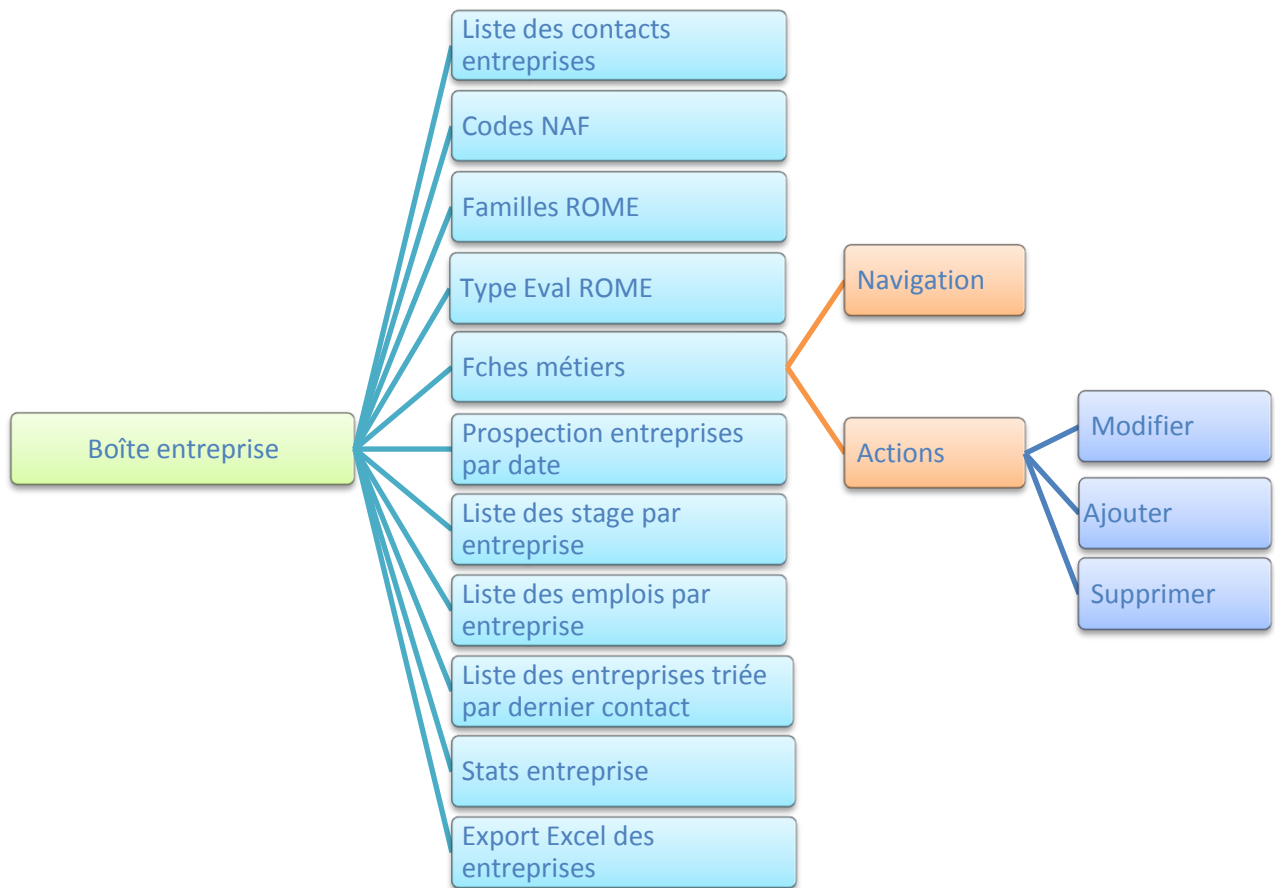 Boîte entreprise
Liste des contacts
entreprises
Codes NAF
Familles ROME
Type Eval ROME
Fches métiers
Prospection entreprises
par date
Liste des stage par
entreprise
Liste des emplois par
entreprise
Liste des entreprises triée
par dernier contact
Stats entreprise
Export Excel des
entreprises
Navigation
Actions
Modifier
Ajouter
Supprimer